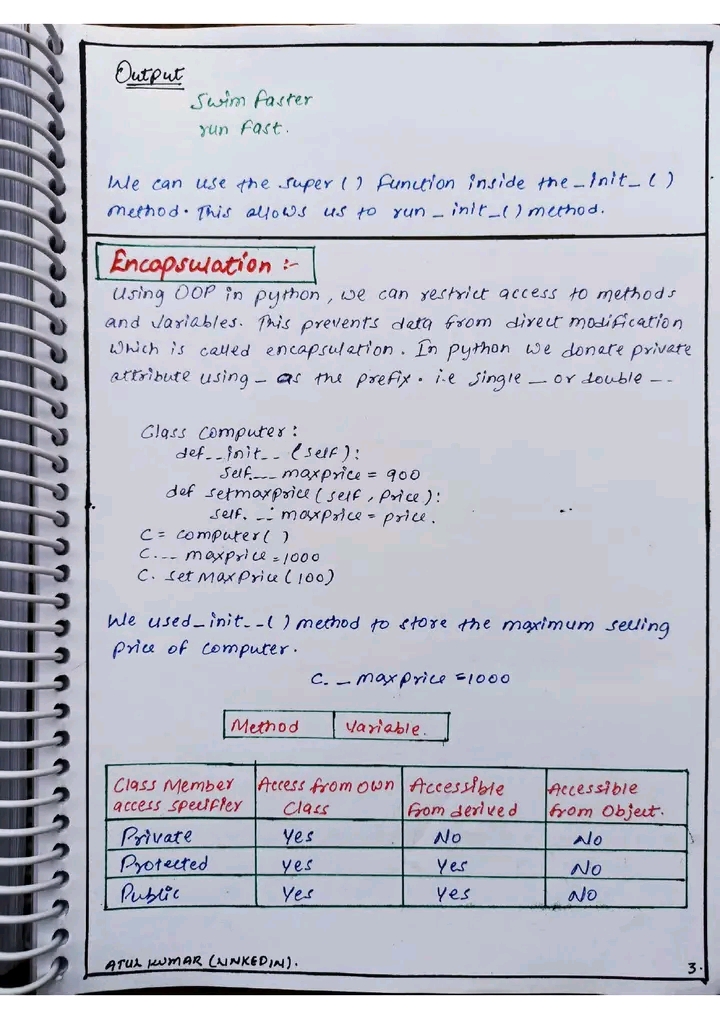 Output
Swim faster
run fast.
We can use the super() function inside the _init_()
method. This allows us to run _init_() method.
Encapsulation :-
Using OOP in python, we can restrict access to methods
and variables. This prevents data from direct modification
which is called encapsulation. In python we donate private
attribute using _ as the prefix. i.e single _ or double --
Class Computer:
def__init__(self):
self.__maxprice = 900
def setmaxprice(self, price):
self.__maxprice = price.
C = computer()
C.__maxprice = 1000
C. setMaxPrice(100)
We used_init__() method to store the maximum selling
price of computer.
C._maxprice = 1000
Method Variable.
Class Member Access from own Accessible Accessible
access specifier Class from derived from Object.
Private Yes No No
Protected Yes Yes No
Public Yes Yes No
ATUL KUMAR (LINKEDIN). 3.